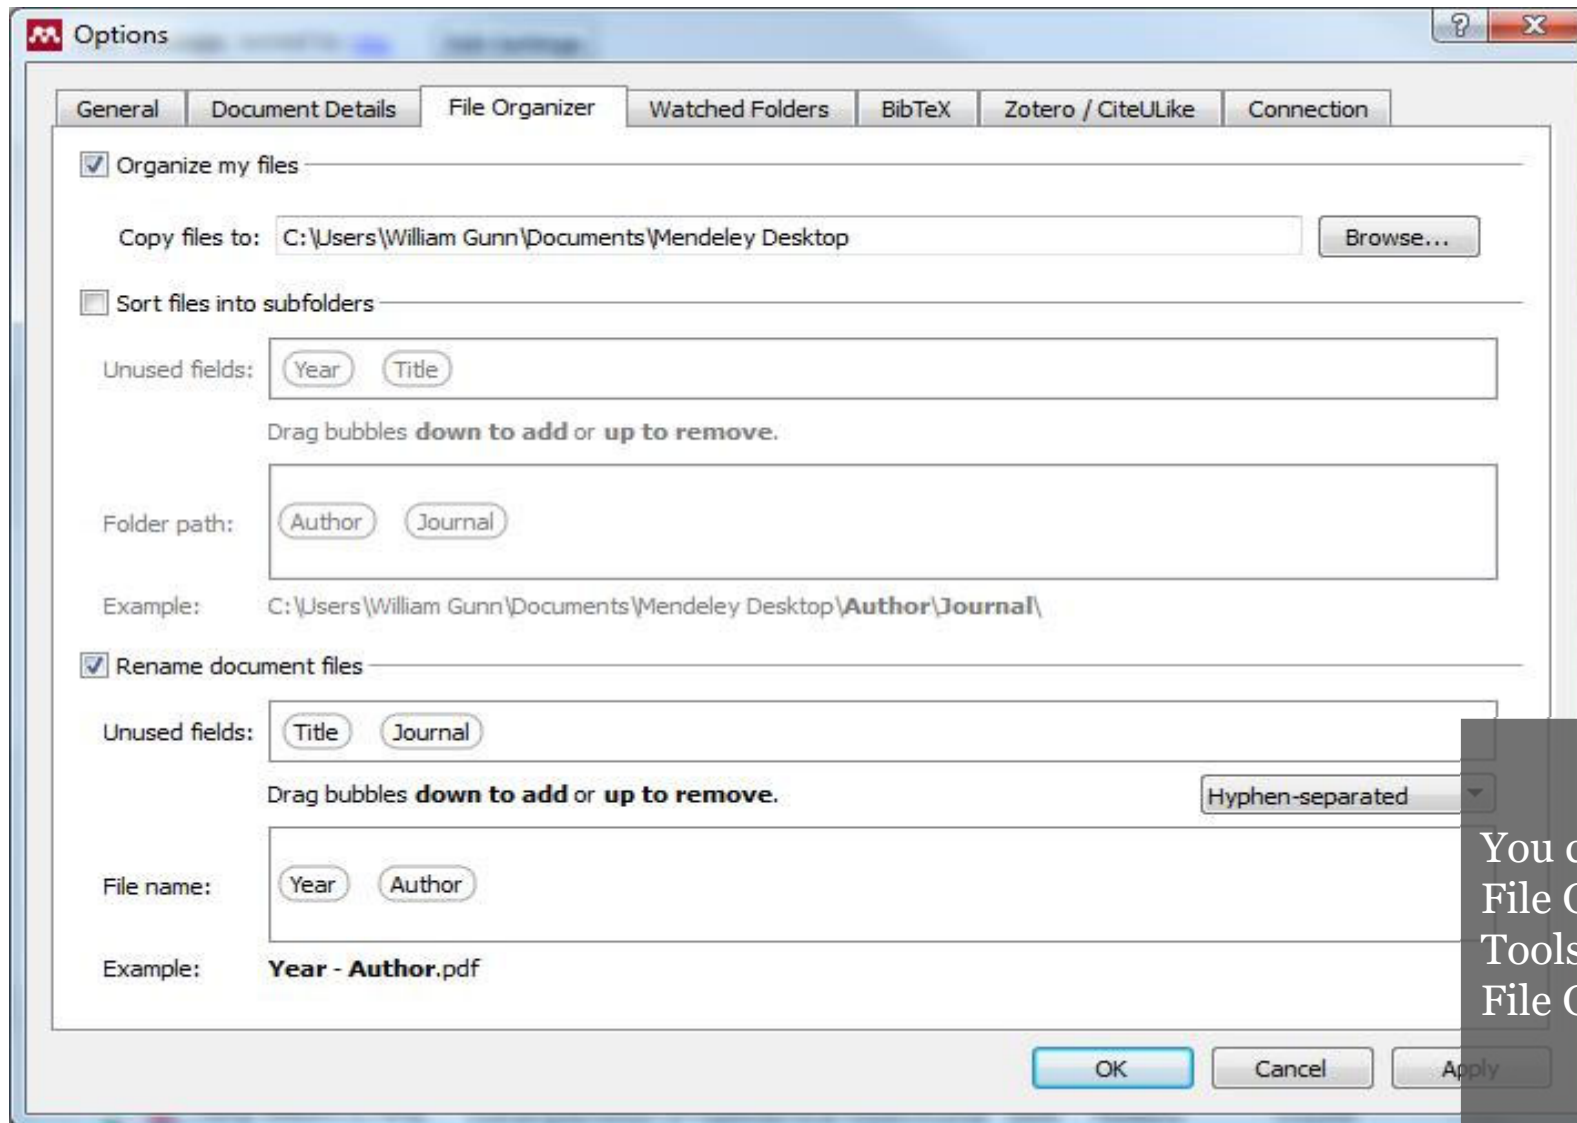 Options
General Document Details File Organizer Watched Folders BibTeX Zotero / CiteULike Connection
Organize my files
Copy files to: C:\Users\William Gunn\Documents\Mendeley Desktop Browse...
Sort files into subfolders
Unused fields: Year Title
Drag bubbles down to add or up to remove.
Folder path: Author Journal
Example: C:\Users\William Gunn\Documents\Mendeley Desktop\Author\Journal\
Rename document files
Unused fields: Title Journal
Drag bubbles down to add or up to remove. Hyphen-separated
File name: Year Author
Example: Year - Author.pdf
You
File
Tools
File
OK Cancel Apply